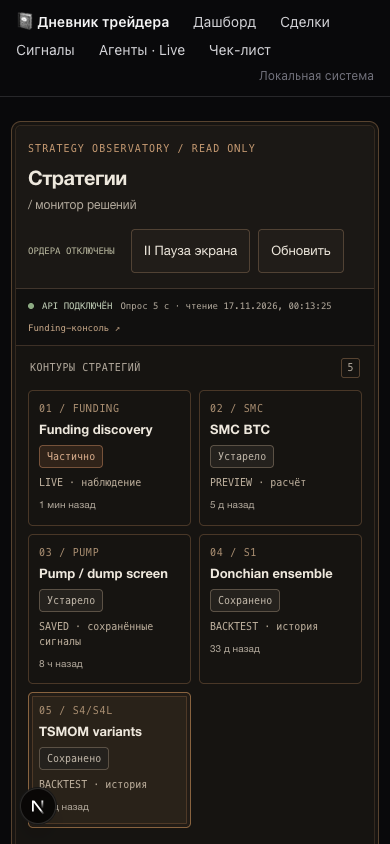 Дневник трейдера Дашборд Сделки
Сигналы Агенты · Live Чек-лист
Локальная система
STRATEGY OBSERVATORY / READ ONLY
Стратегии
/ монитор решений
ОРДЕРА ОТКЛЮЧЕНЫ II Пауза экрана Обновить
API ПОДКЛЮЧЁН Опрос 5 с · чтение 17.11.2026, 00:13:25
Funding-консоль ↗
КОНТУРЫ СТРАТЕГИЙ 5
01 / FUNDING
Funding discovery
Частично
LIVE · наблюдение
1 мин назад
02 / SMC
SMC BTC
Устарело
PREVIEW · расчёт
5 д назад
03 / PUMP
Pump / dump screen
Устарело
SAVED · сохранённые
сигналы
8 ч назад
04 / S1
Donchian ensemble
Сохранено
BACKTEST · история
33 д назад
05 / S4/S4L
TSMOM variants
Сохранено
BACKTEST · история
д назад
N